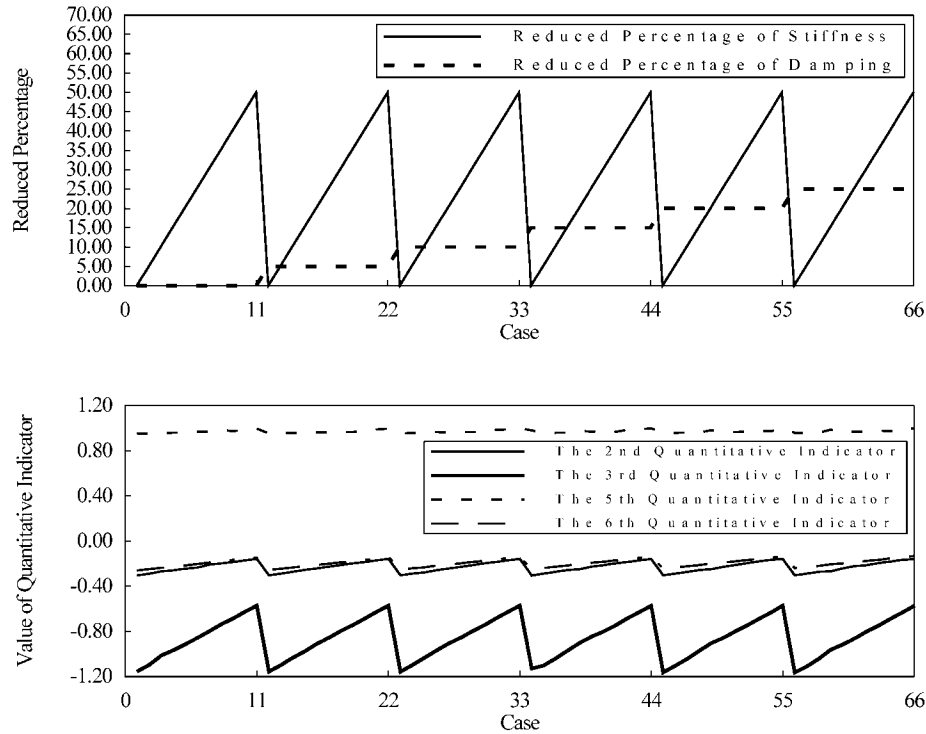 70.00
65.00
60.00
55.00
50.00
45.00
40.00
35.00
30.00
25.00
20.00
15.00
10.00
5.00
0.00
Reduced Percentage
Reduced Percentage of Stiffness
Reduced Percentage of Damping
0 11 22 33 44 55 66
Case
1.20
0.80
0.40
0.00
-0.40
-0.80
-1.20
Value of Quantitative Indicator
The 2nd Quantitative Indicator
The 3rd Quantitative Indicator
The 5th Quantitative Indicator
The 6th Quantitative Indicator
0 11 22 33 44 55 66
Case